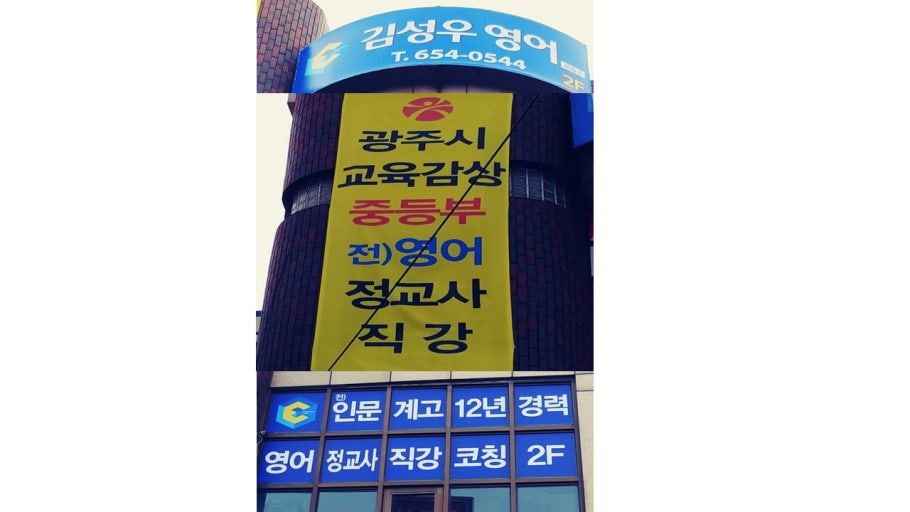 김성우 영어
T. 654-0544
2F
광주시
교육감상
중등부
전)영어
정교사
직 강
전)인문 계고 12년 경력
영어 정교사 직강 코칭 2F